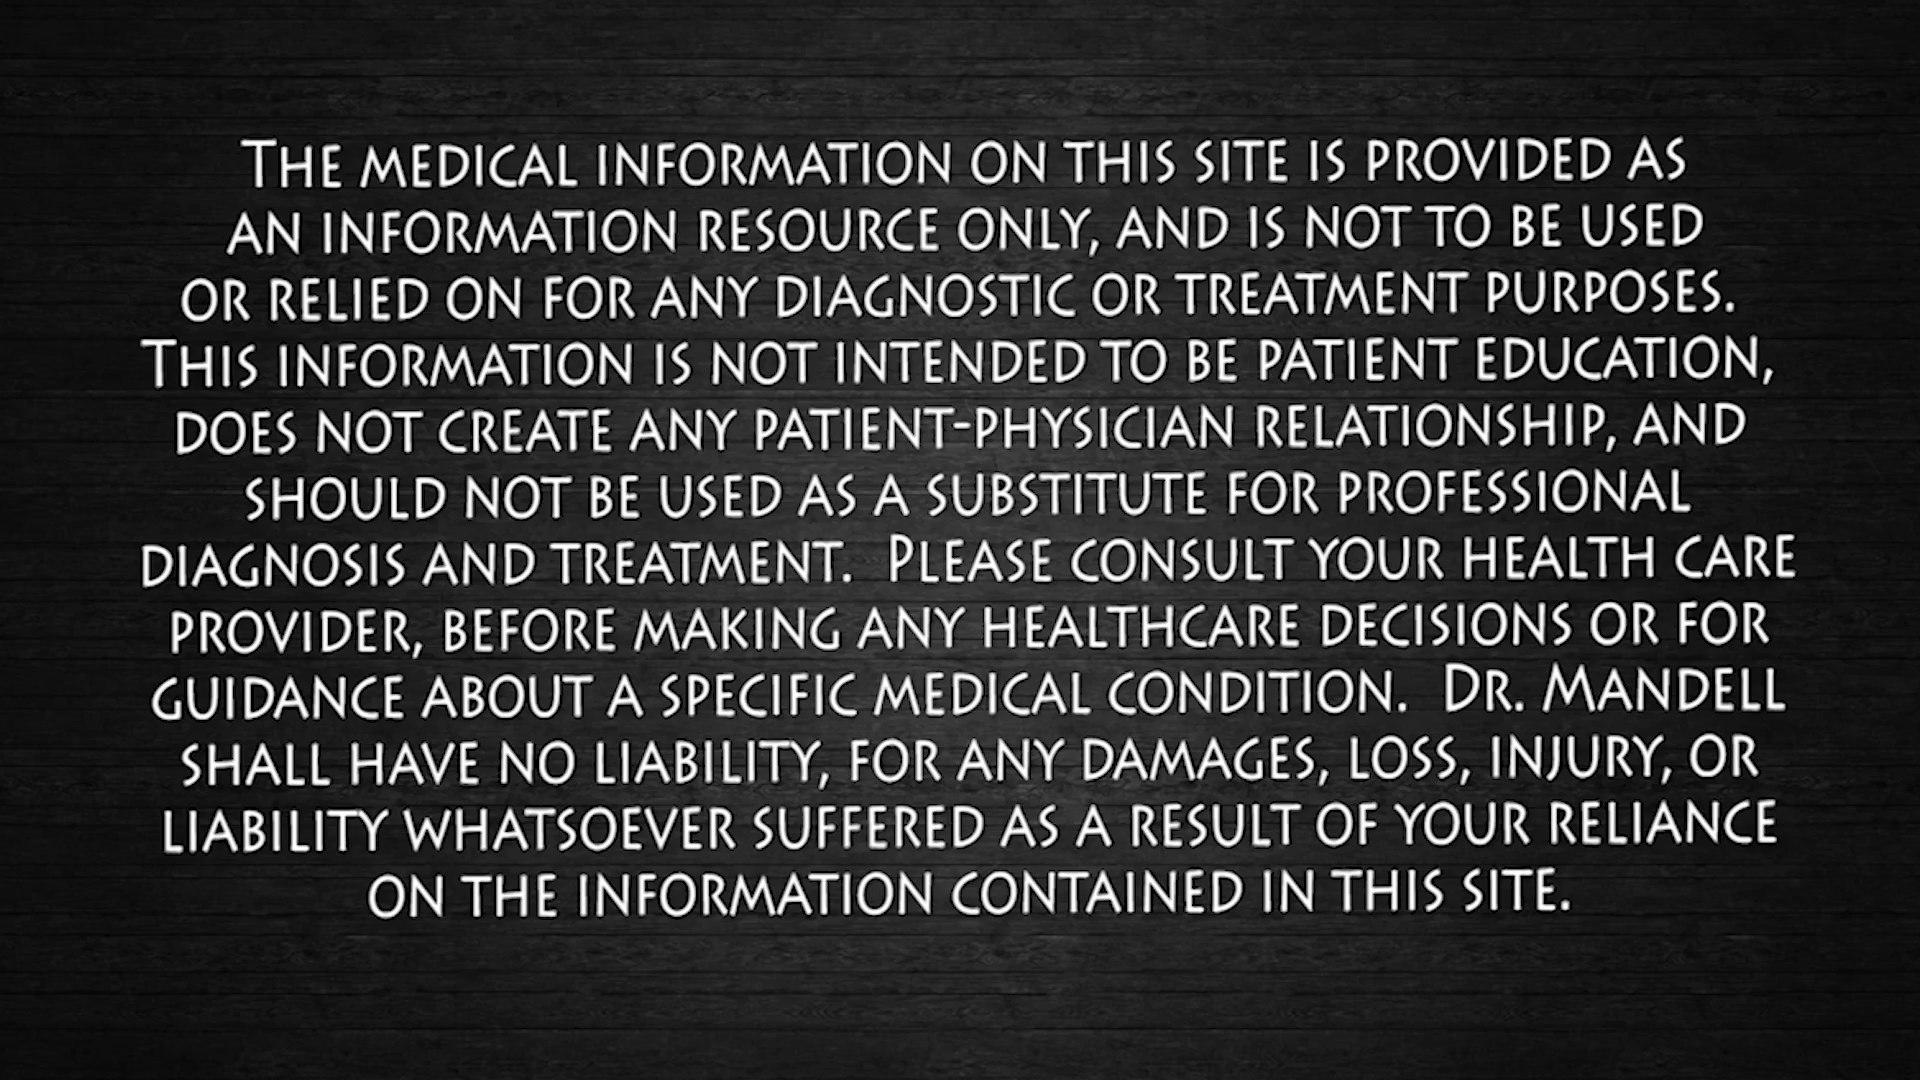 The medical information on this site is provided as
an information resource only, and is not to be used
or relied on for any diagnostic or treatment purposes.
This information is not intended to be patient education,
does not create any patient-physician relationship, and
should not be used as a substitute for professional
diagnosis and treatment.  Please consult your health care
provider, before making any healthcare decisions or for
guidance about a specific medical condition.  Dr. Mandell
shall have no liability, for any damages, loss, injury, or
liability whatsoever suffered as a result of your reliance
on the information contained in this site.